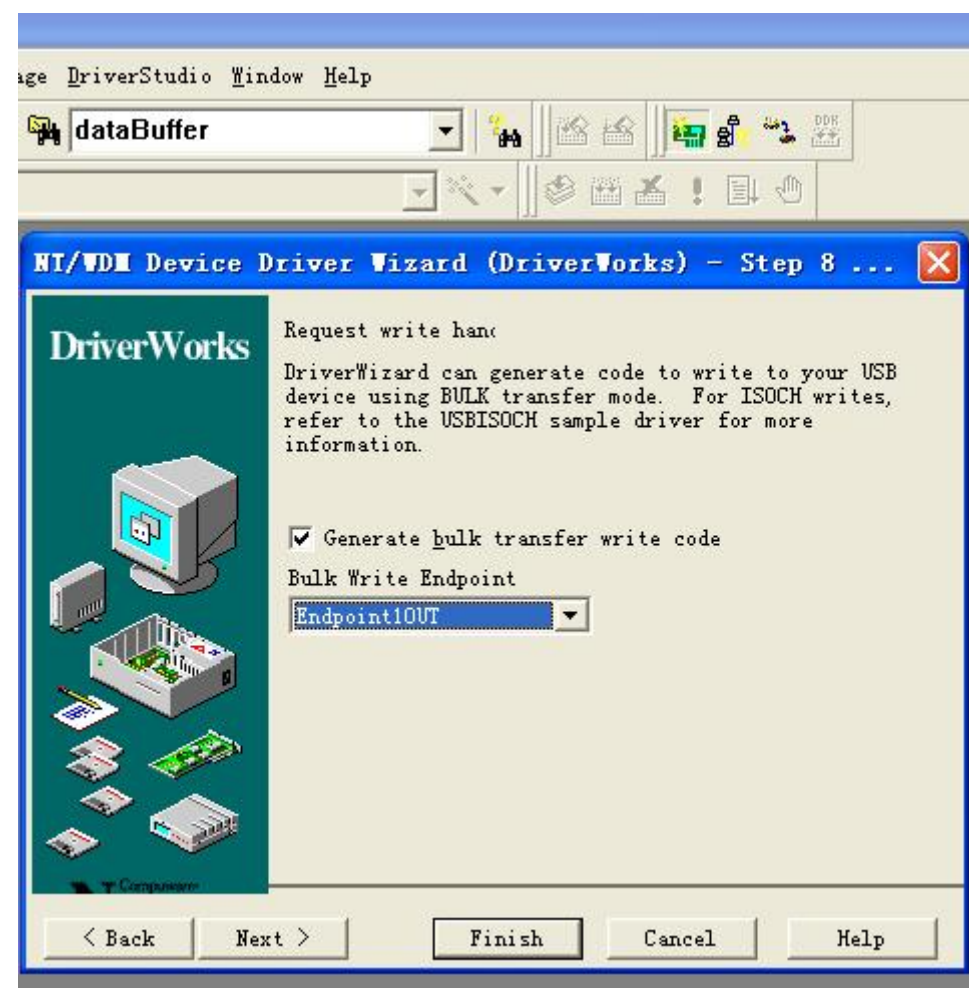 age DriverStudio Window Help
dataBuffer
DDK
NT/WDM Device Driver Wizard (DriverWorks) - Step 8 ...
DriverWorks
Request write hand
DriverWizard can generate code to write to your USB
device using BULK transfer mode. For ISOCH writes,
refer to the USBISOCH sample driver for more
information.
Generate bulk transfer write code
Bulk Write Endpoint
Endpoint1OUT
Compuware
< Back Next > Finish Cancel Help